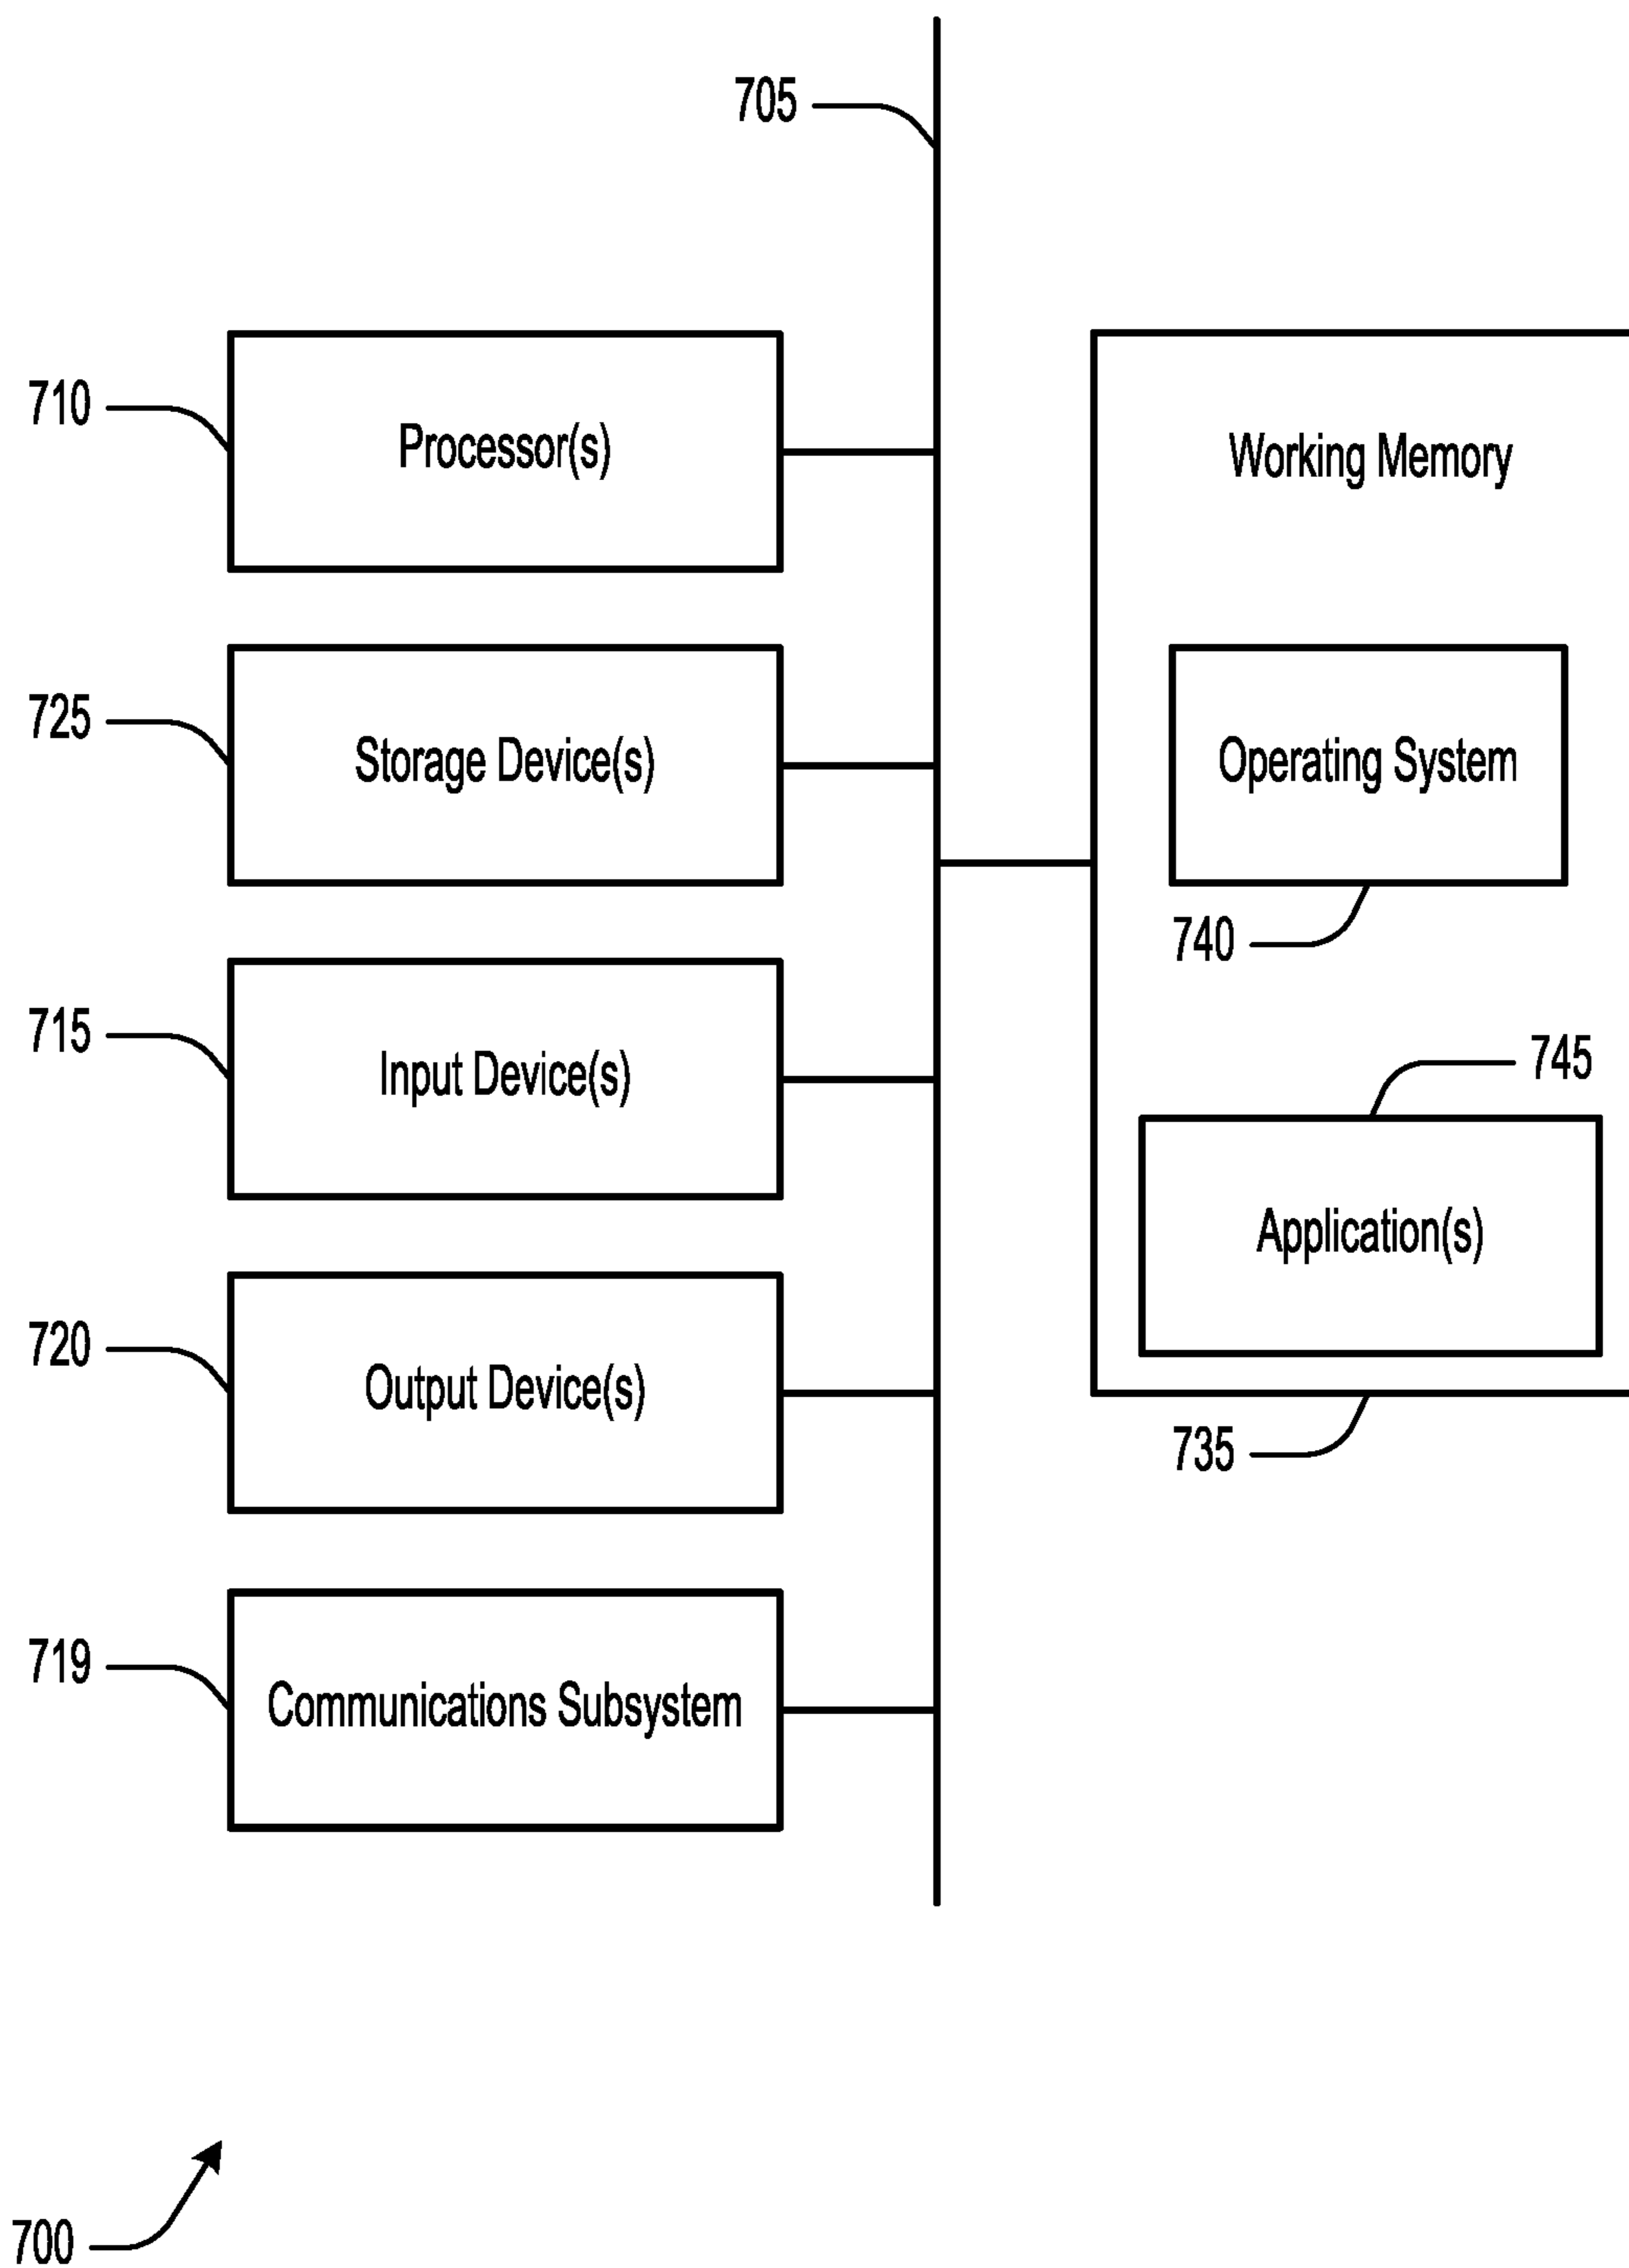 705
710
Processor(s)
Working Memory
725
Storage Device(s)
Operating System
740
715
Input Device(s)
745
Application(s)
720
Output Device(s)
735
719
Communications Subsystem
700